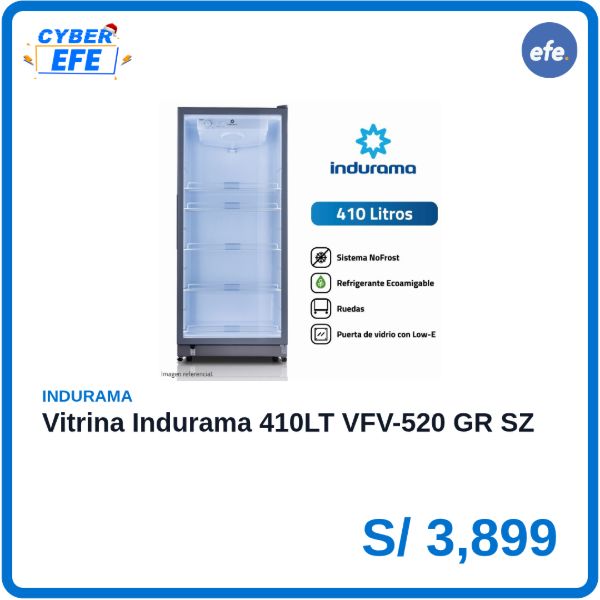 CYBER
EFE
efe.
indurama
410 Litros
Sistema NoFrost
Refrigerante Ecoamigable
Ruedas
Puerta de vidrio con Low-E
Imagen referencial.
INDURAMA
Vitrina Indurama 410LT VFV-520 GR SZ
S/ 3,899